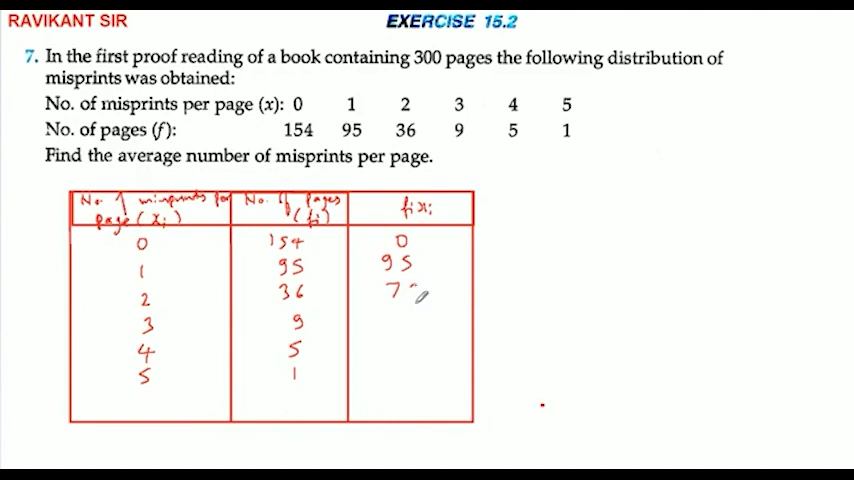 RAVIKANT SIR
EXERCISE 15.2
7. In the first proof reading of a book containing 300 pages the following distribution of
misprints was obtained:
No. of misprints per page (x): 0 1 2 3 4 5
No. of pages (f): 154 95 36 9 5 1
Find the average number of misprints per page.
No. of misprints per No. of pages fixi
page (xi) (fi)
0 154 0
1 95 95
2 36 7
3 9
4 5
5 1